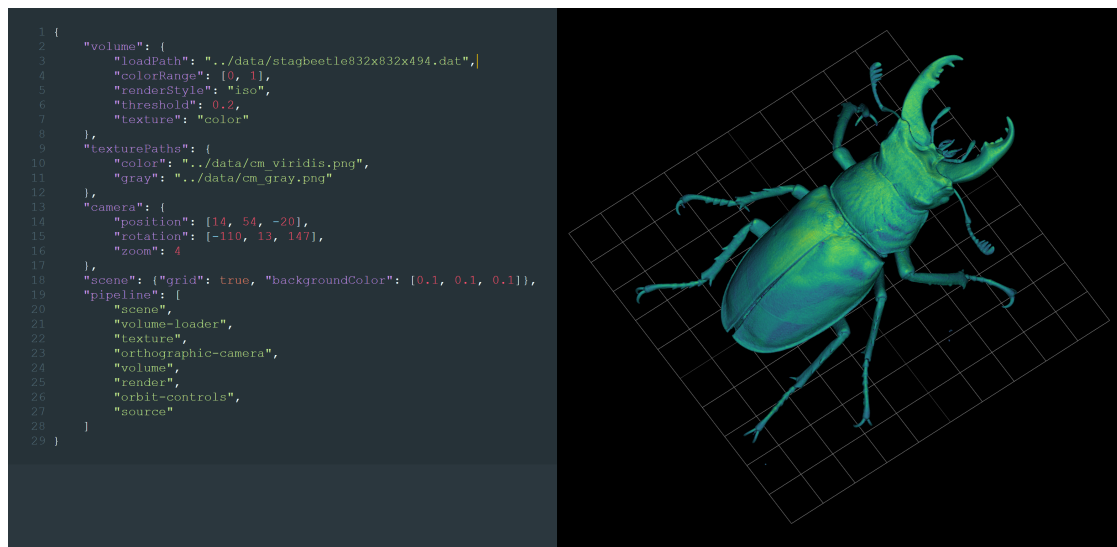 1 {
2     "volume": {
3         "loadPath": "../data/stagbeetle832x832x494.dat",
4         "colorRange": [0, 1],
5         "renderStyle": "iso",
6         "threshold": 0.2,
7         "texture": "color"
8     },
9     "texturePaths": {
10         "color": "../data/cm_viridis.png",
11         "gray": "../data/cm_gray.png"
12     },
13     "camera": {
14         "position": [14, 54, -20],
15         "rotation": [-110, 13, 147],
16         "zoom": 4
17     },
18     "scene": {"grid": true, "backgroundColor": [0.1, 0.1, 0.1]},
19     "pipeline": [
20         "scene",
21         "volume-loader",
22         "texture",
23         "orthographic-camera",
24         "volume",
25         "render",
26         "orbit-controls",
27         "source"
28     ]
29 }